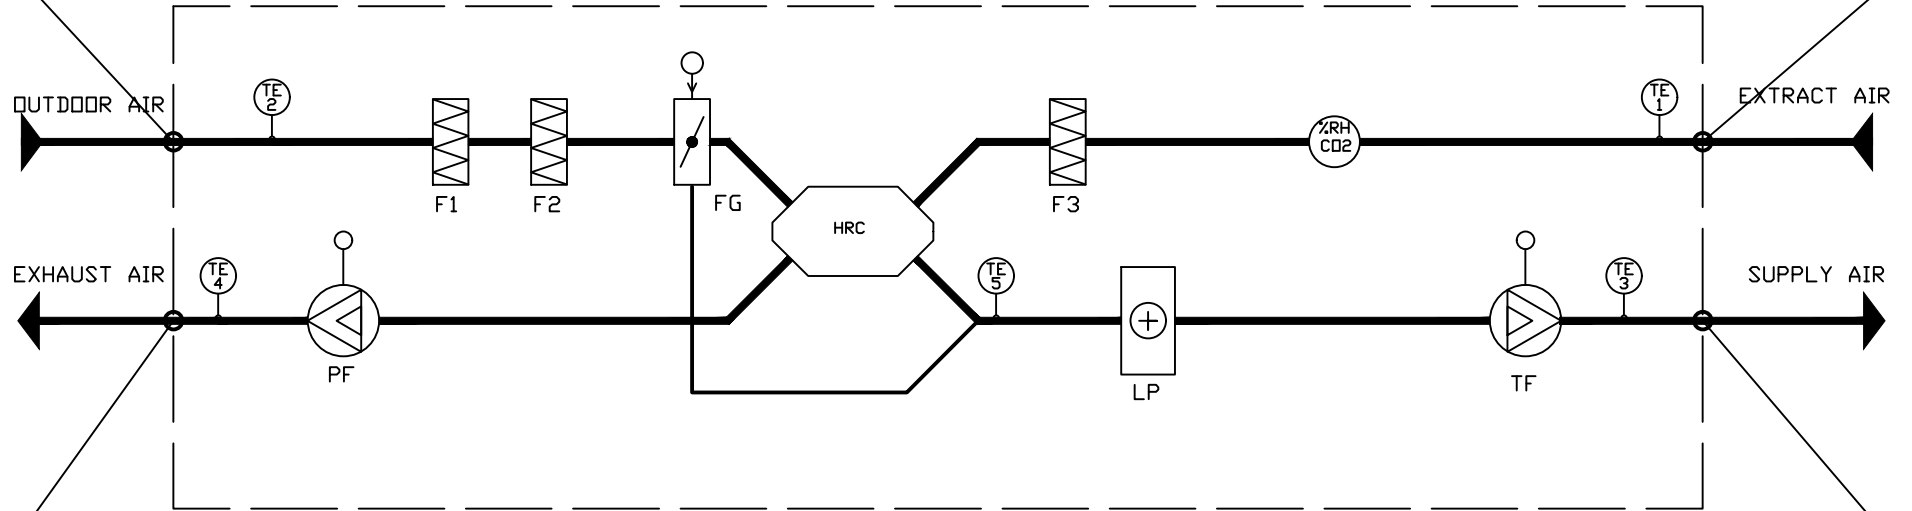 OUTDOOR AIR
TE
2
%RH
CO2
TE
1
EXTRACT AIR
F1
F2
FG
F3
HRC
EXHAUST AIR
TE
4
TE
5
TE
3
SUPPLY AIR
PF
LP
TF